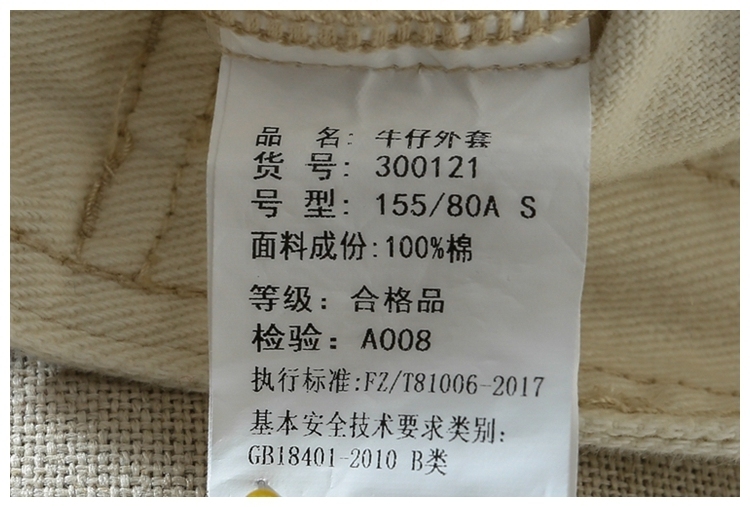 品 名: 牛仔外套
货 号: 300121
号 型: 155/80A S
面料成份:100%棉
等级: 合格品
检验: A008
执行标准:FZ/T81006-2017
基本安全技术要求类别:
GB18401-2010 B类